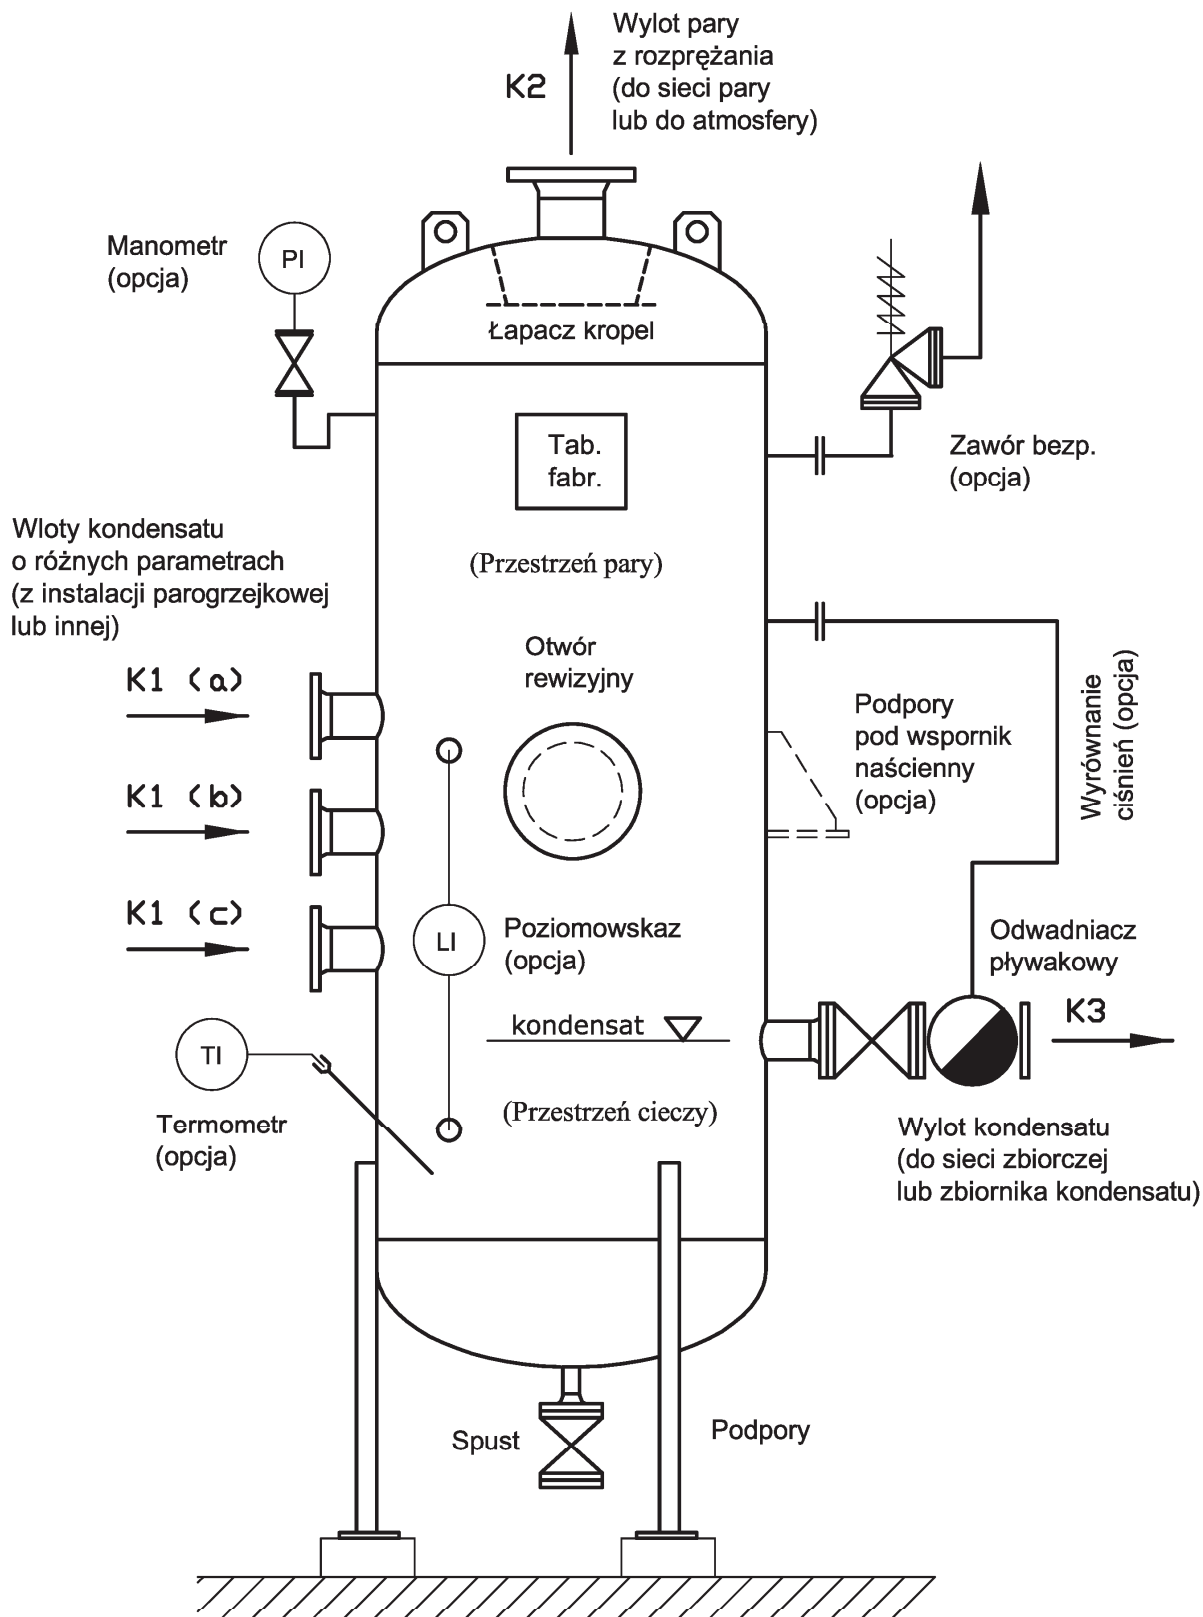 Wylot pary
z rozprężania
(do sieci pary
lub do atmosfery)
K2
Manometr
(opcja)
PI
Łapacz kropel
Tab.
fabr.
Zawór bezp.
(opcja)
Wloty kondensatu
o różnych parametrach
(z instalacji parogrzejkowej
lub innej)
(Przestrzeń pary)
Otwór
rewizyjny
K1 (a)
K1 (b)
K1 (c)
Podpory
pod wspornik
naścienny
(opcja)
Wyrównanie
ciśnień (opcja)
LI
Poziomowskaz
(opcja)
Odwadniacz
pływakowy
K3
kondensat
TI
Termometr
(opcja)
(Przestrzeń cieczy)
Wylot kondensatu
(do sieci zbiorczej
lub zbiornika kondensatu)
Spust
Podpory